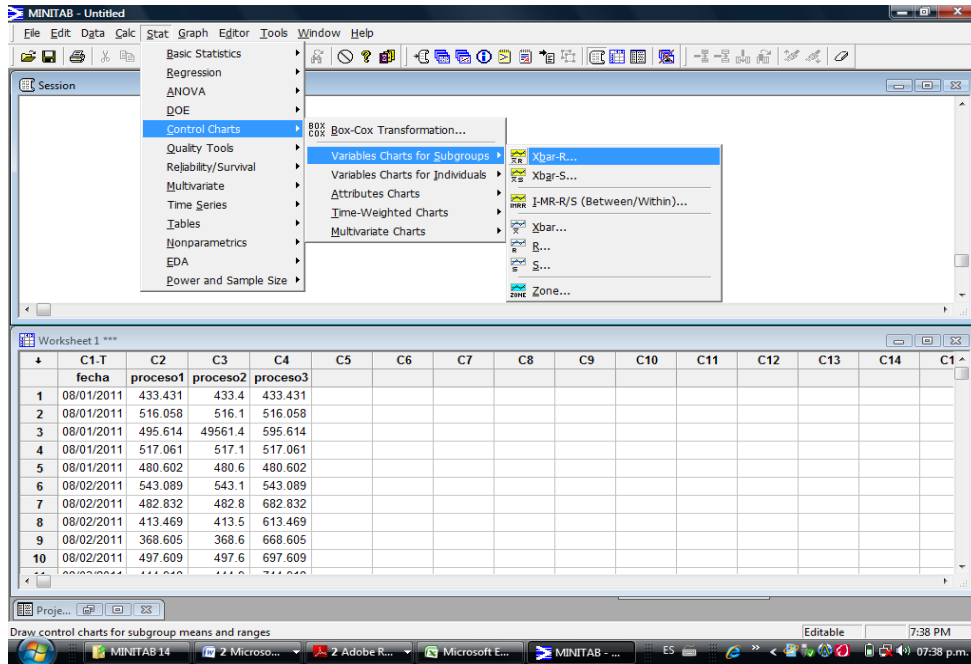 MINITAB - Untitled
File Edit Data Calc Stat Graph Editor Tools Window Help
Session
Basic Statistics
Regression
ANOVA
DOE
Control Charts
Quality Tools
Reliability/Survival
Multivariate
Time Series
Tables
Nonparametrics
EDA
Power and Sample Size
BOX COX Box-Cox Transformation...
Variables Charts for Subgroups
Variables Charts for Individuals
Attributes Charts
Time-Weighted Charts
Multivariate Charts
Xbar-R...
Xbar-S...
I-MR-R/S (Between/Within)...
Xbar...
R...
S...
ZONE Zone...
Worksheet 1 ***
C1-T C2 C3 C4 C5 C6 C7 C8 C9 C10 C11 C12 C13 C14 C1
fecha proceso1 proceso2 proceso3
1 08/01/2011 433.431 433.4 433.431
2 08/01/2011 516.058 516.1 516.058
3 08/01/2011 495.614 49561.4 595.614
4 08/01/2011 517.061 517.1 517.061
5 08/01/2011 480.602 480.6 480.602
6 08/02/2011 543.089 543.1 543.089
7 08/02/2011 482.832 482.8 682.832
8 08/02/2011 413.469 413.5 613.469
9 08/02/2011 368.605 368.6 668.605
10 08/02/2011 497.609 497.6 697.609
Proje...
Draw control charts for subgroup means and ranges Editable 7:38 PM
MINITAB 14 2 Microso... 2 Adobe R... Microsoft E... MINITAB - ... ES 07:38 p.m.